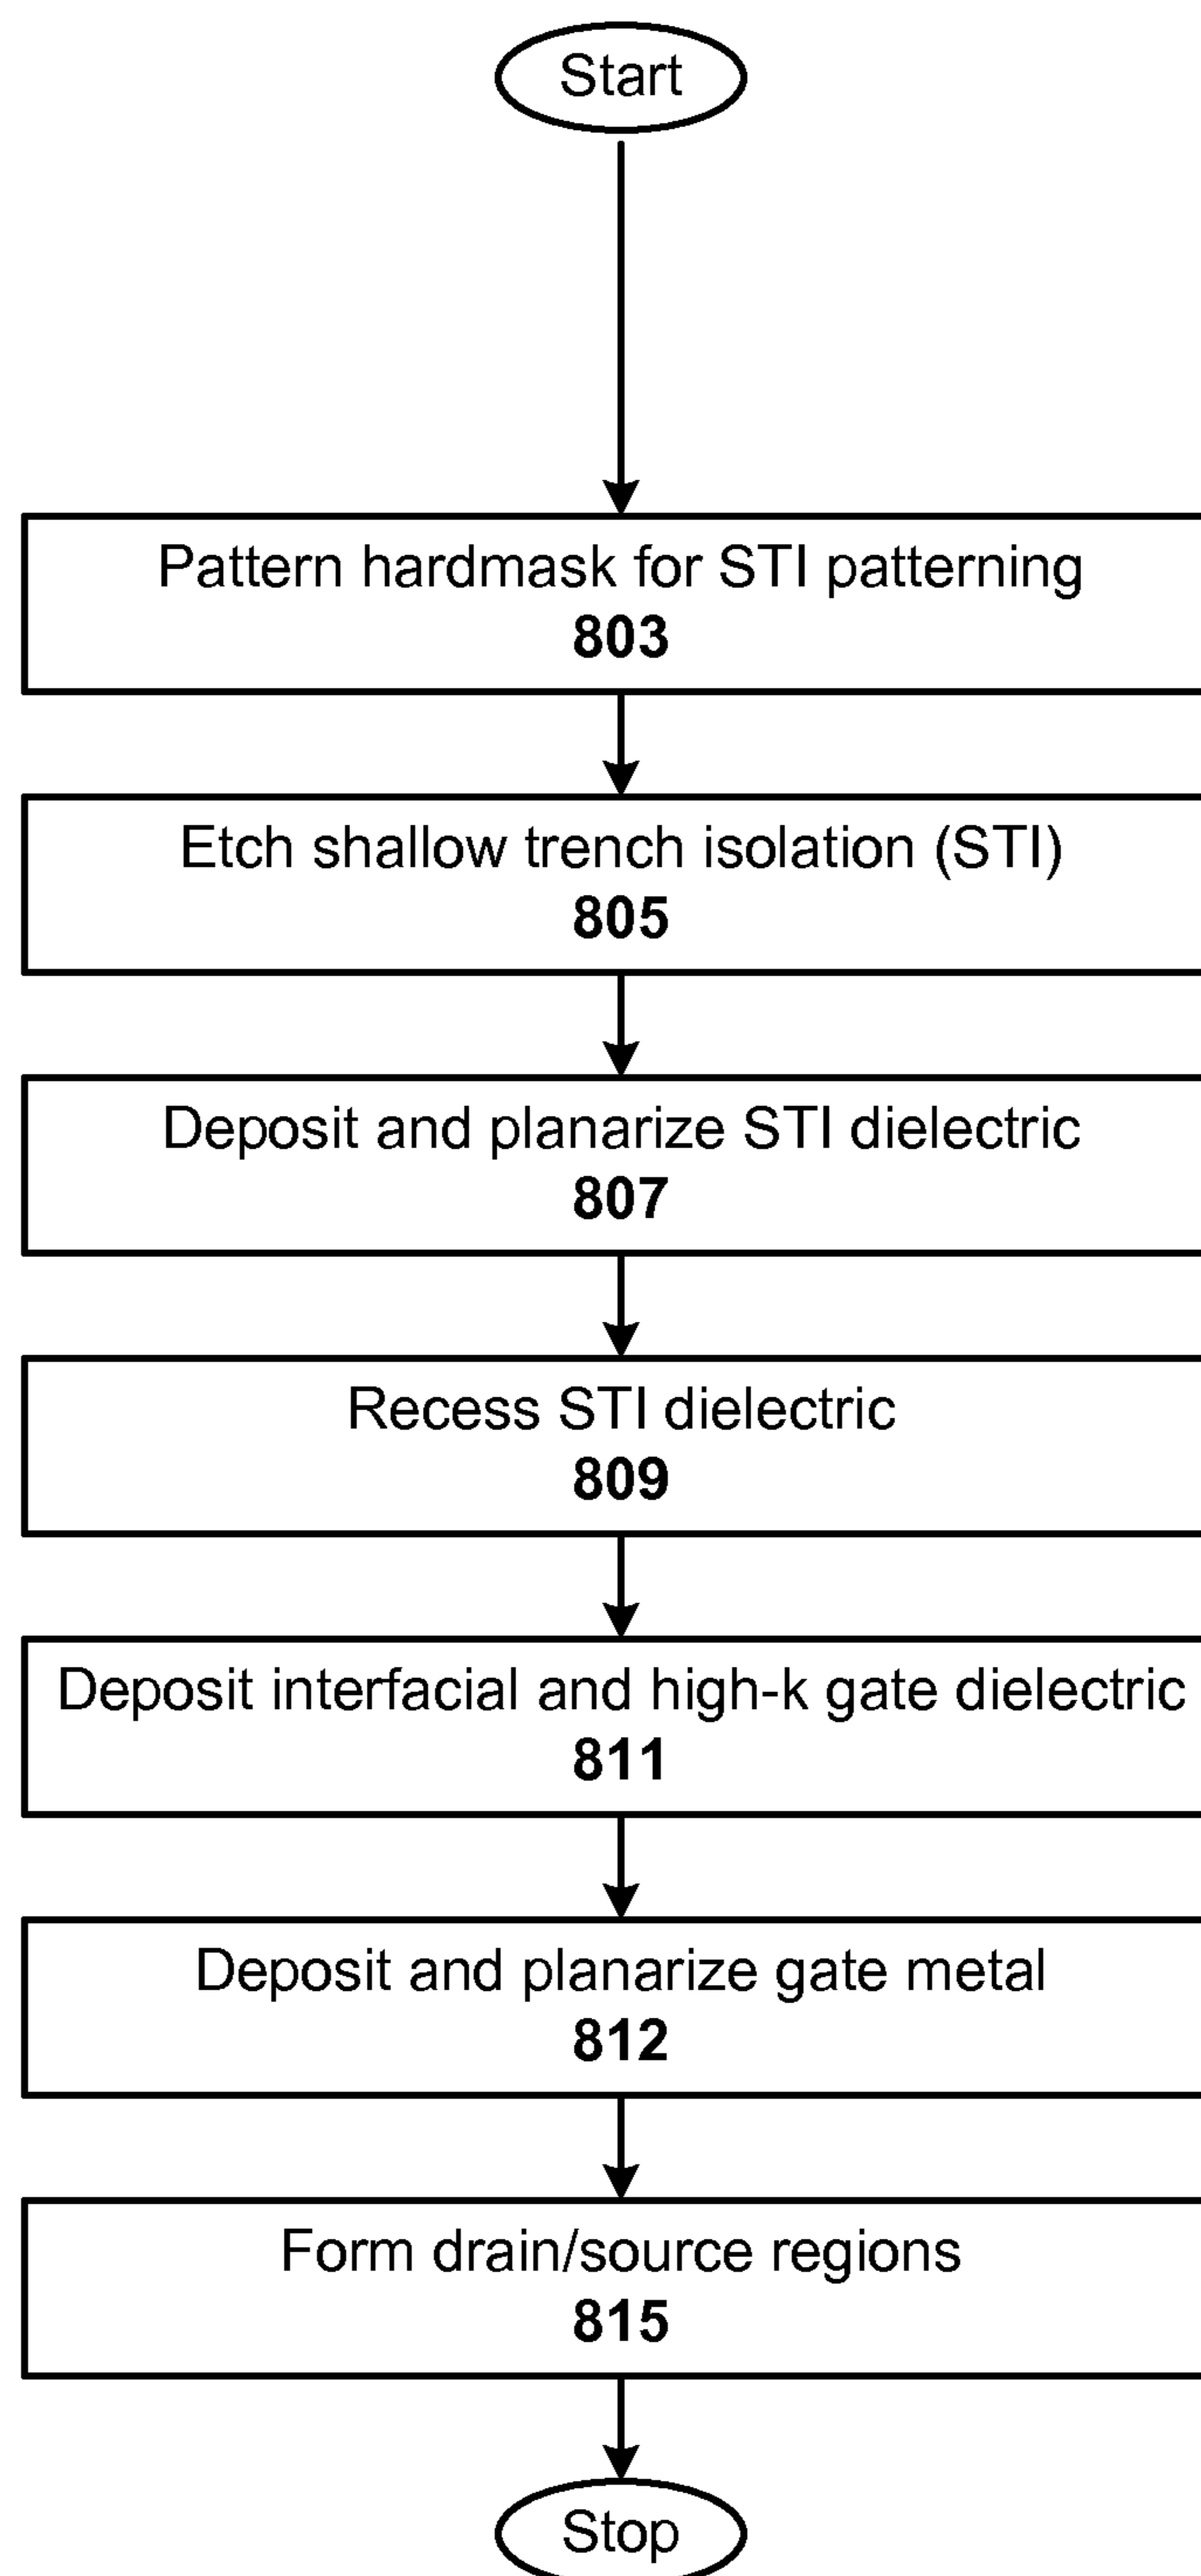 Start
Pattern hardmask for STI patterning
803
Etch shallow trench isolation (STI)
805
Deposit and planarize STI dielectric
807
Recess STI dielectric
809
Deposit interfacial and high-k gate dielectric
811
Deposit and planarize gate metal
812
Form drain/source regions
815
Stop